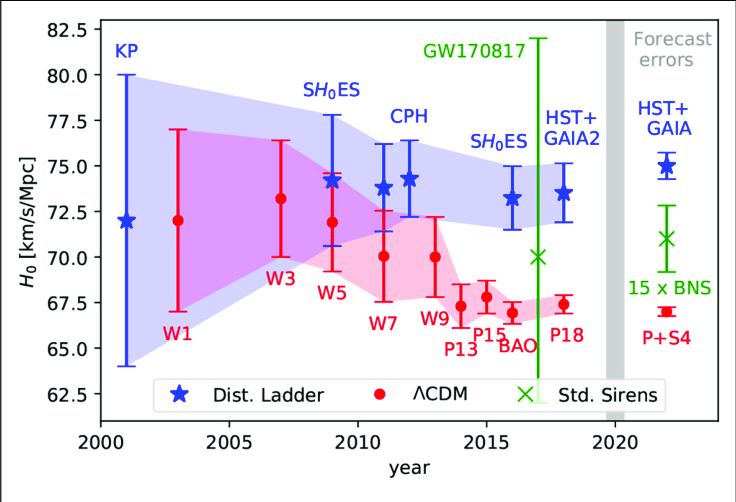 KP
SH₀ES
CPH
SH₀ES
GW170817
HST+
GAIA2
Forecast
errors
HST+
GAIA
15 x BNS
P+S4
W1
W3
W5
W7
W9
P13
P15
BAO
P18
Dist. Ladder
ΛCDM
Std. Sirens
82.5
80.0
77.5
75.0
72.5
70.0
67.5
65.0
62.5
H₀ [km/s/Mpc]
2000
2005
2010
2015
2020
year